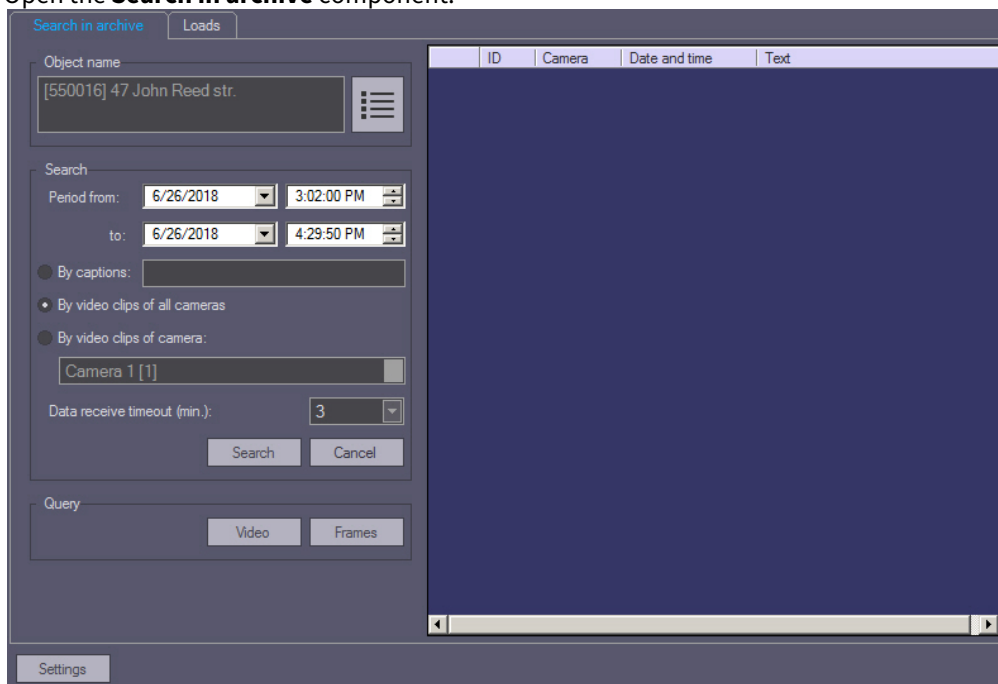 Open the Search in archive component.
Search in archive
Loads
Object name
[550016] 47 John Reed str.
Search
Period from: 6/26/2018 3:02:00 PM
to: 6/26/2018 4:29:50 PM
By captions:
By video clips of all cameras
By video clips of camera:
Camera 1 [1]
Data receive timeout (min.): 3
Search Cancel
Query
Video Frames
ID Camera Date and time Text
Settings